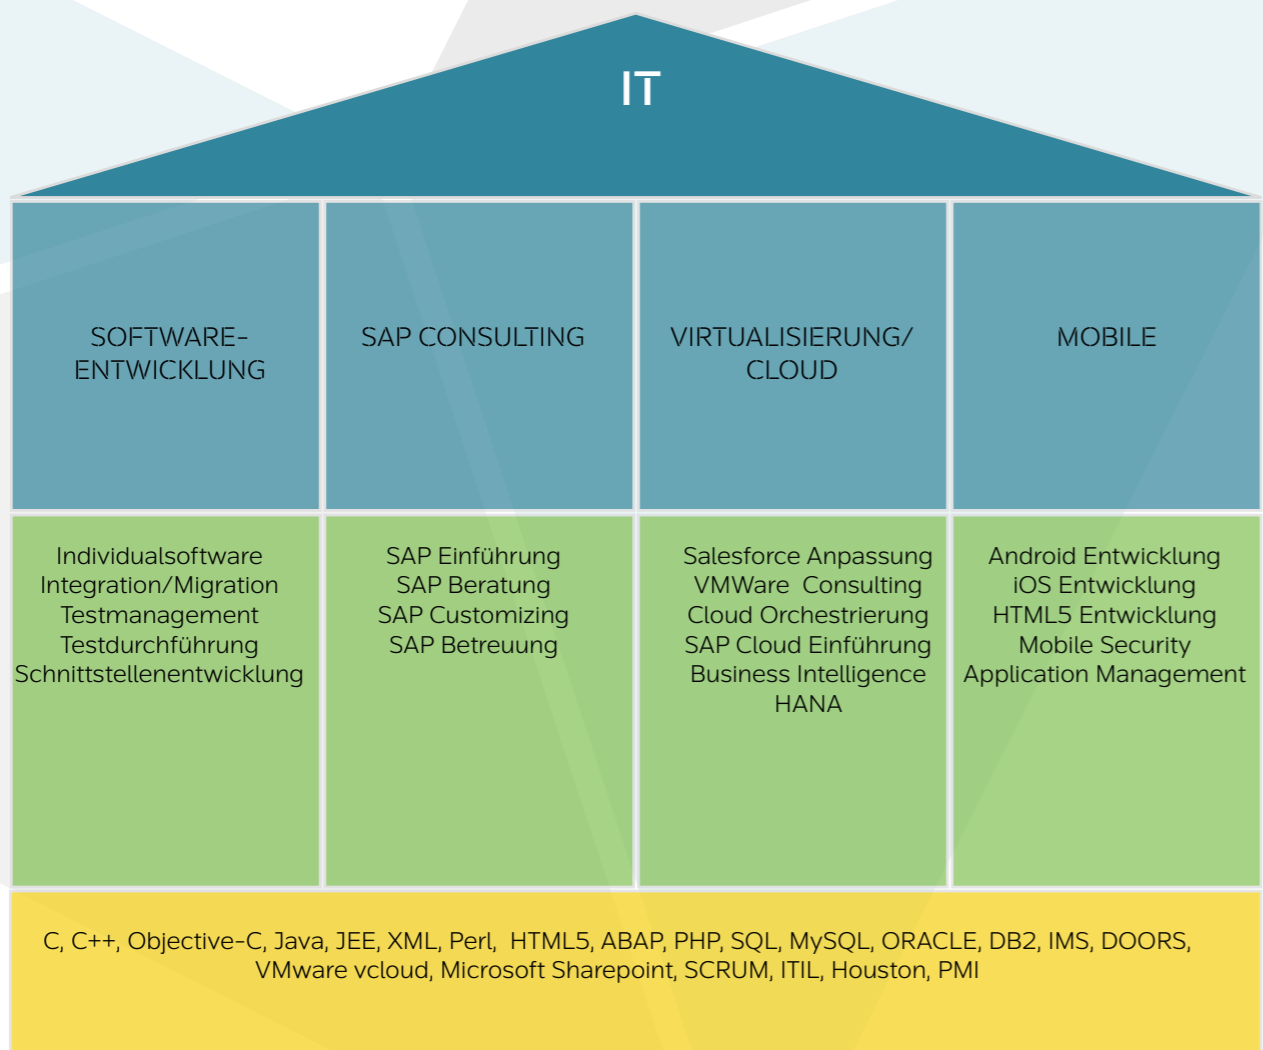 IT
SOFTWARE-
ENTWICKLUNG
SAP CONSULTING
VIRTUALISIERUNG/
CLOUD
MOBILE
Individualsoftware
Integration/Migration
Testmanagement
Testdurchführung
Schnittstellenentwicklung
SAP Einführung
SAP Beratung
SAP Customizing
SAP Betreuung
Salesforce Anpassung
VMWare  Consulting
Cloud Orchestrierung
SAP Cloud Einführung
Business Intelligence
HANA
Android Entwicklung
iOS Entwicklung
HTML5 Entwicklung
Mobile Security
Application Management
C, C++, Objective-C, Java, JEE, XML, Perl,  HTML5, ABAP, PHP, SQL, MySQL, ORACLE, DB2, IMS, DOORS,
VMware vcloud, Microsoft Sharepoint, SCRUM, ITIL, Houston, PMI